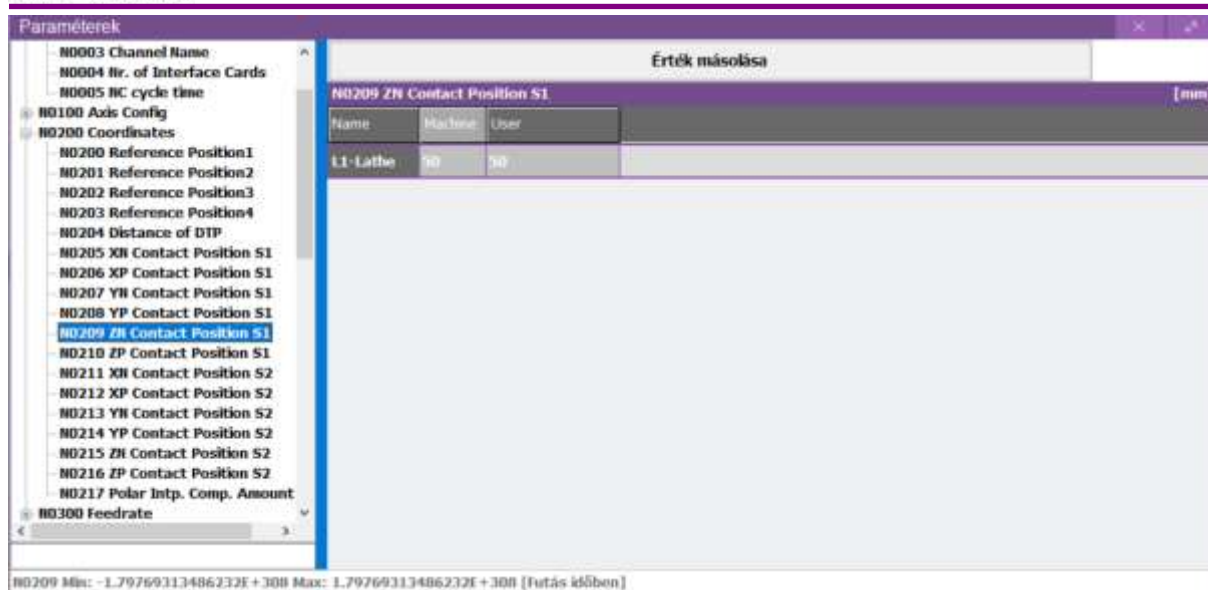 Paraméterek
N0003 Channel Name
N0004 Nr. of Interface Cards
N0005 NC cycle time
N0100 Axis Config
N0200 Coordinates
N0200 Reference Position1
N0201 Reference Position2
N0202 Reference Position3
N0203 Reference Position4
N0204 Distance of DTP
N0205 XN Contact Position S1
N0206 XP Contact Position S1
N0207 YN Contact Position S1
N0208 YP Contact Position S1
N0209 ZN Contact Position S1
N0210 ZP Contact Position S1
N0211 XN Contact Position S2
N0212 XP Contact Position S2
N0213 YN Contact Position S2
N0214 YP Contact Position S2
N0215 ZN Contact Position S2
N0216 ZP Contact Position S2
N0217 Polar Intp. Comp. Amount
N0300 Feedrate
Érték másolása
N0209 ZN Contact Position S1 [mm
Name Machine User
L1-Lathe 50 50
N0209 Min: -1.79769313486232E+308 Max: 1.79769313486232E+308 [Futás időben]